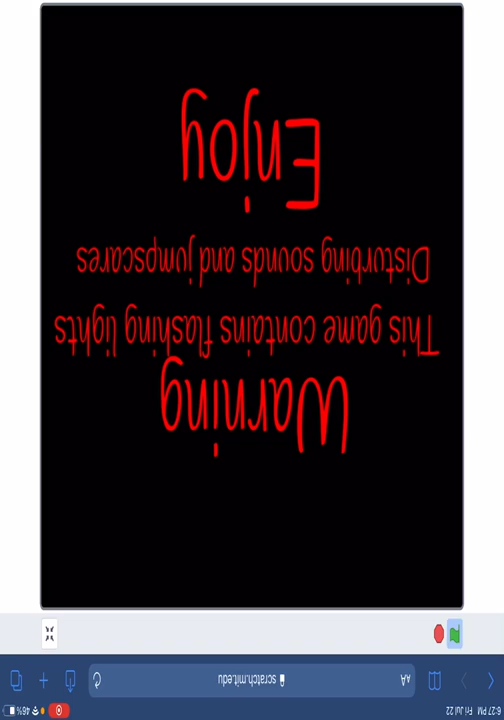 6:27 PM Fri Jul 22
46%
AA
scratch.mit.edu
Warning
This game contains flashing lights
Disturbing sounds and jumpscares
Enjoy